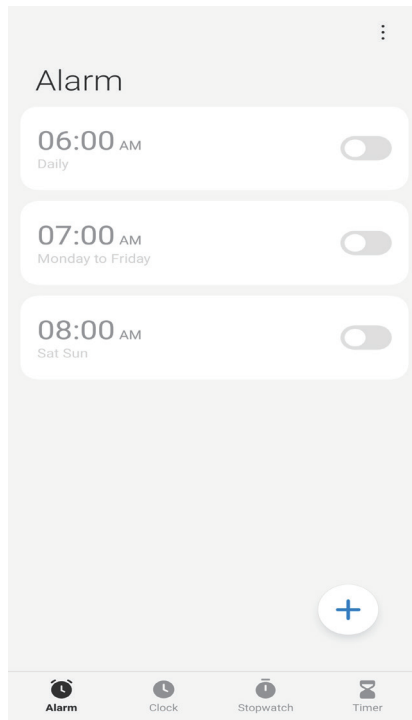 Alarm
06:00 AM
Daily
07:00 AM
Monday to Friday
08:00 AM
Sat Sun
Alarm Clock Stopwatch Timer